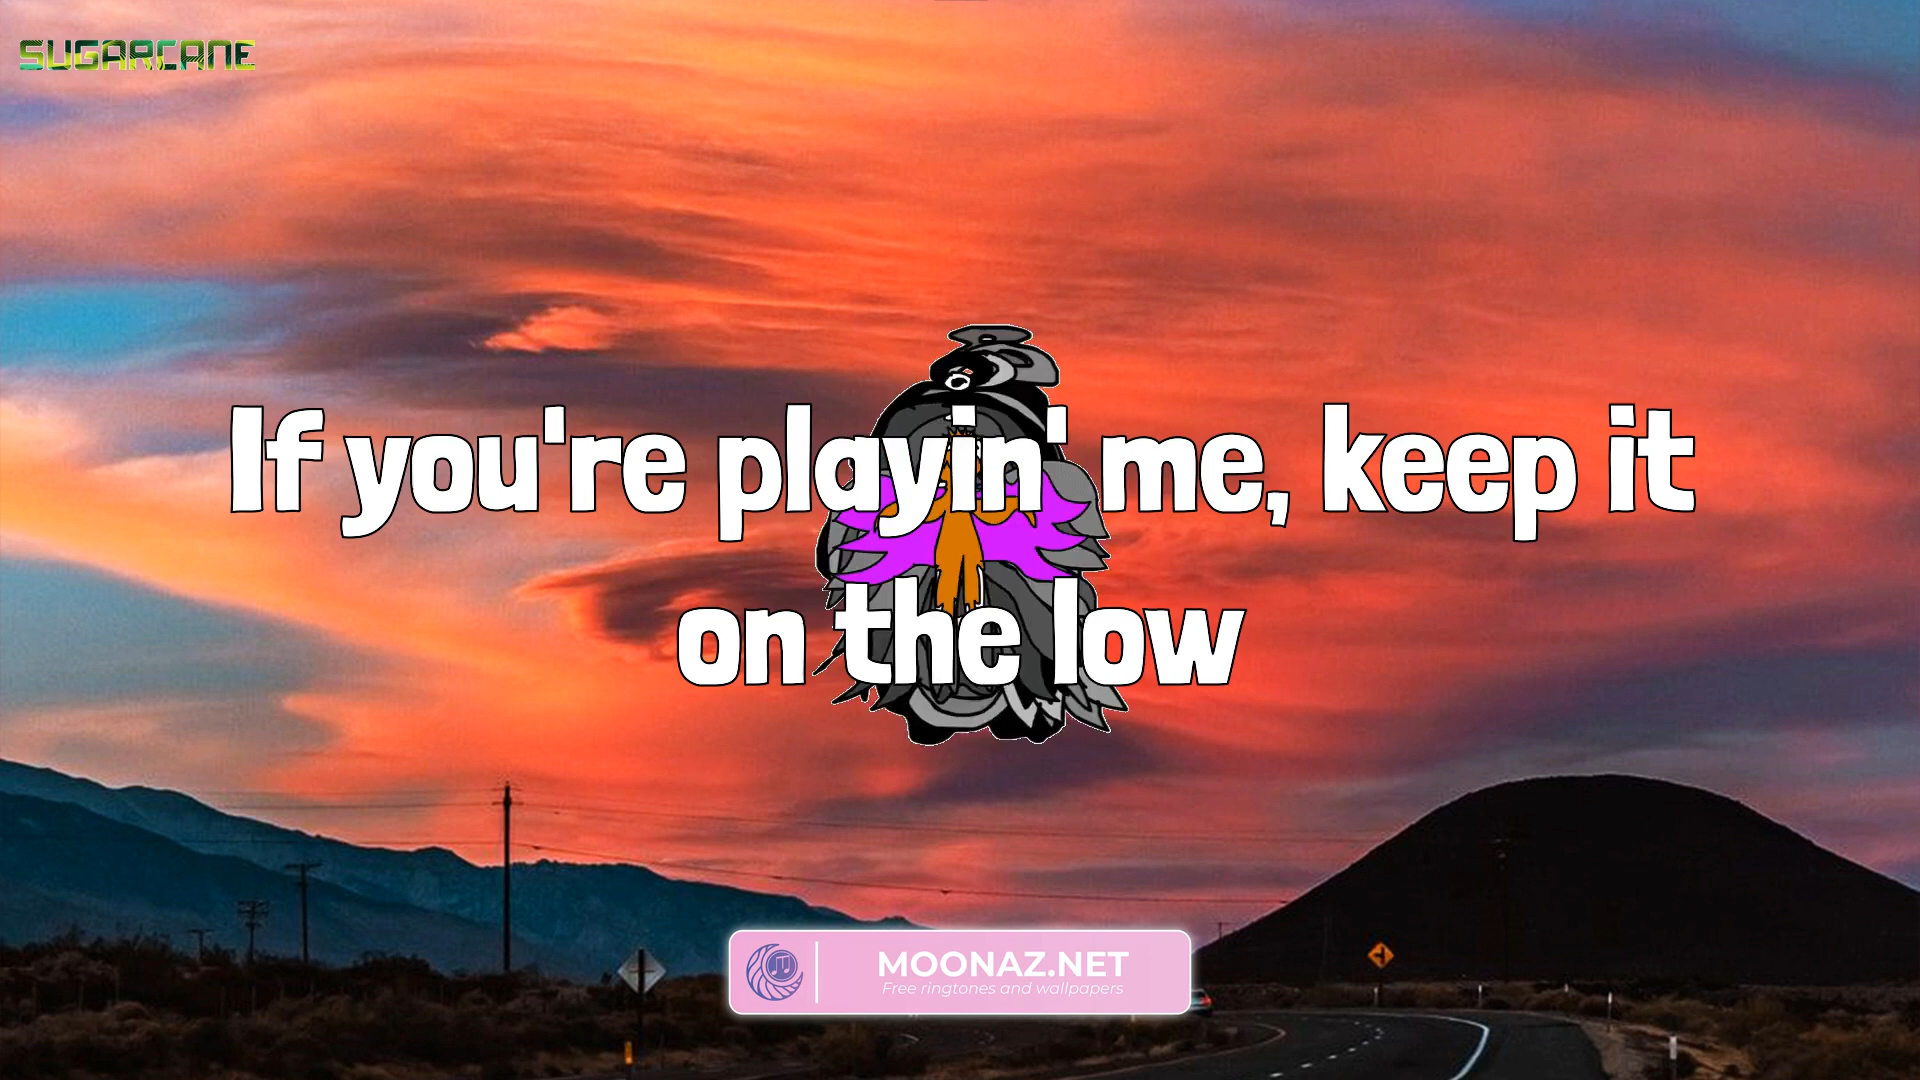 SUGARCANE
If you're playin' me, keep it
on the low
MOONAZ.NET
Free ringtones and wallpapers